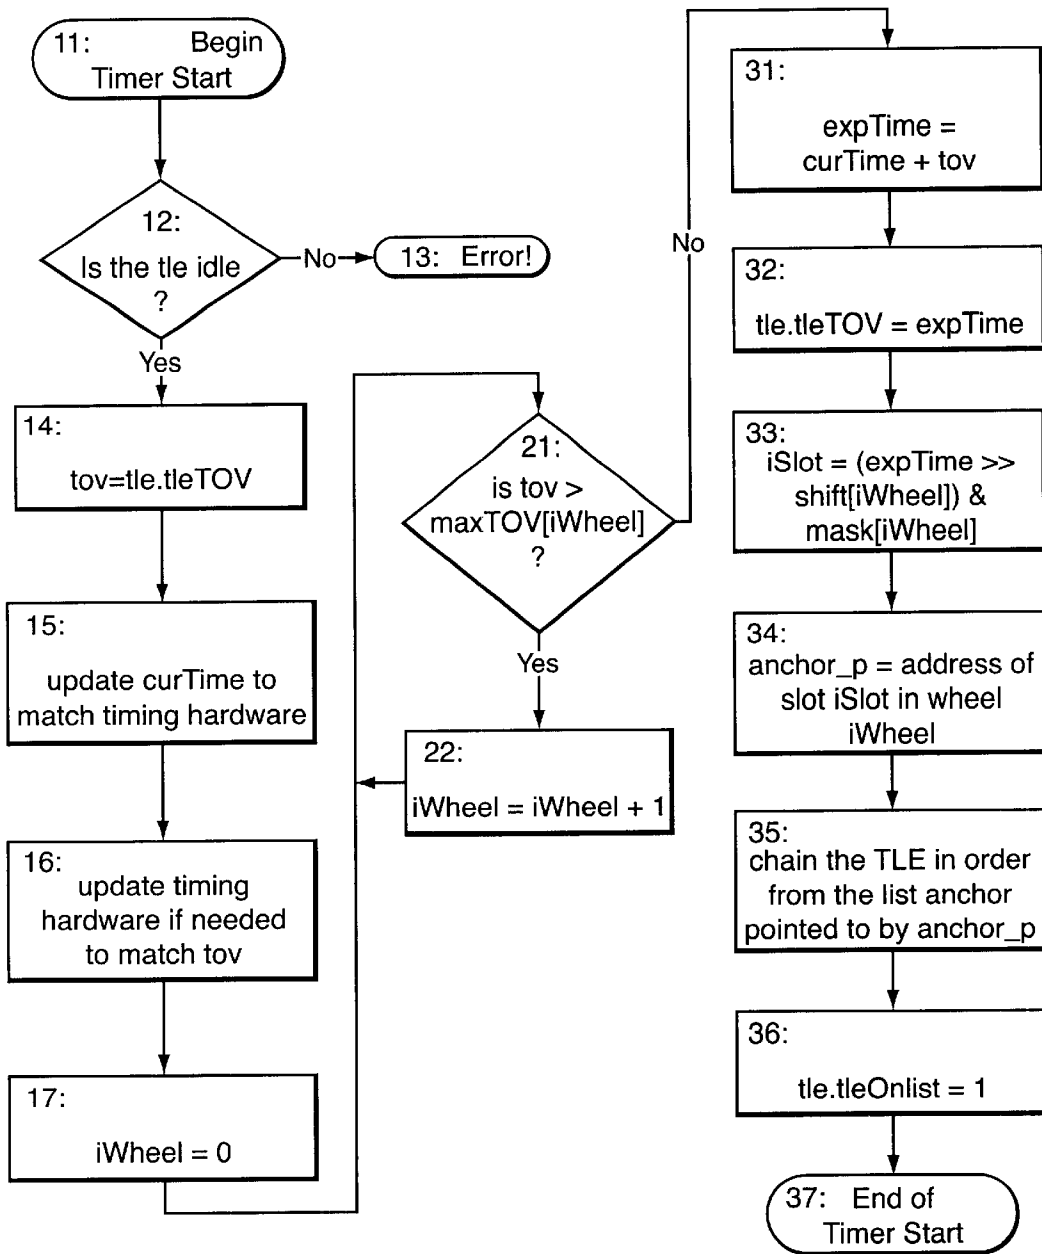 11: Begin
Timer Start
12:
Is the tle idle
?
No
13: Error!
Yes
14:
tov=tle.tleTOV
15:
update curTime to
match timing hardware
16:
update timing
hardware if needed
to match tov
17:
iWheel = 0
21:
is tov >
maxTOV[iWheel]
?
Yes
22:
iWheel = iWheel + 1
No
31:
expTime =
curTime + tov
32:
tle.tleTOV = expTime
33:
iSlot = (expTime >>
shift[iWheel]) &
mask[iWheel]
34:
anchor_p = address of
slot iSlot in wheel
iWheel
35:
chain the TLE in order
from the list anchor
pointed to by anchor_p
36:
tle.tleOnlist = 1
37: End of
Timer Start